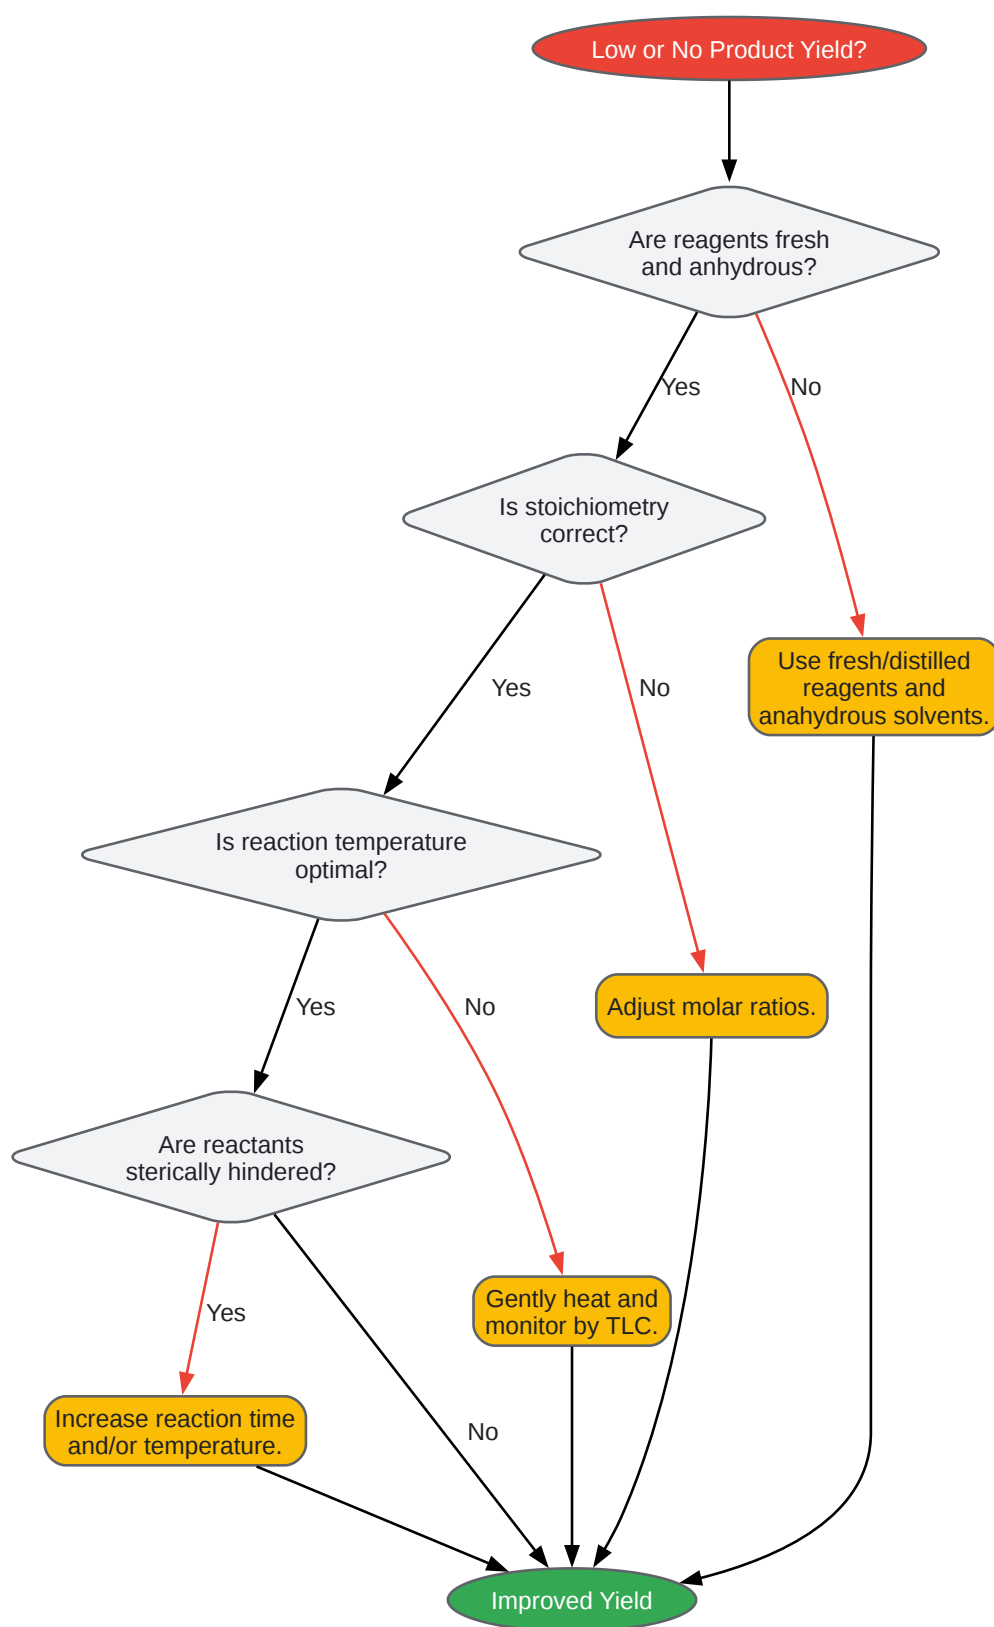 Low or No Product Yield?
Are reagents fresh
and anhydrous?
Yes
No
Is stoichiometry
correct?
Use fresh/distilled
reagents and
anahydrous solvents.
Yes
No
Is reaction temperature
optimal?
Yes
No
Adjust molar ratios.
Are reactants
sterically hindered?
Gently heat and
monitor by TLC.
Yes
Increase reaction time
and/or temperature.
No
Improved Yield